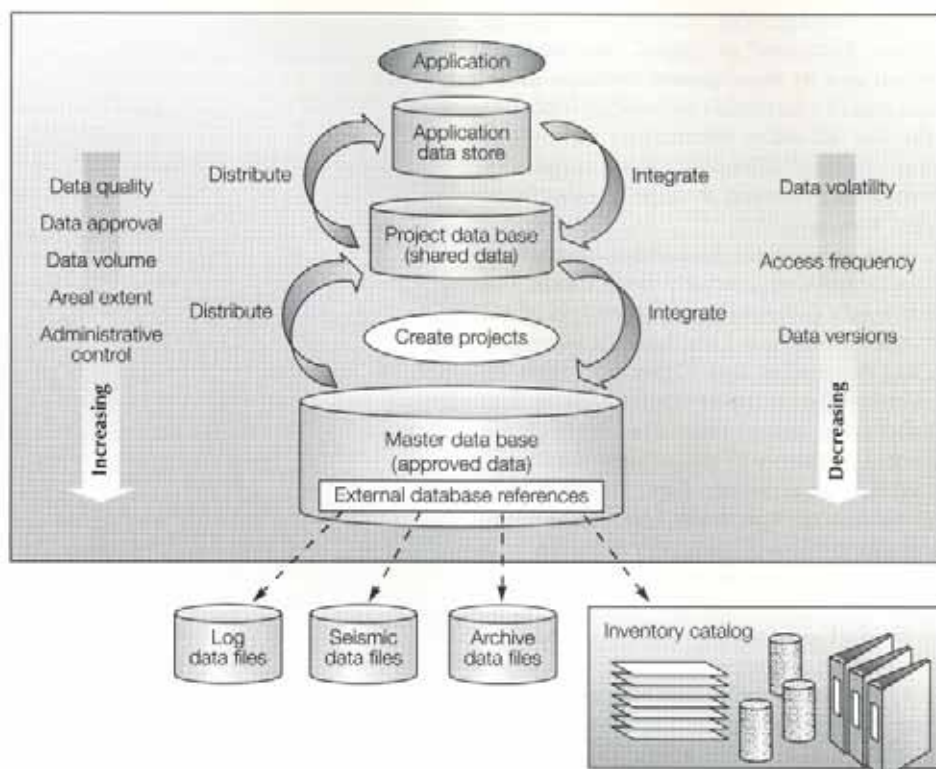 Application
Application
data store
Distribute
Integrate
Data quality
Data approval
Data volume
Areal extent
Administrative
control
Increasing
Data volatility
Access frequency
Data versions
Decreasing
Project data base
(shared data)
Distribute
Integrate
Create projects
Master data base
(approved data)
External database references
Log
data files
Seismic
data files
Archive
data files
Inventory catalog